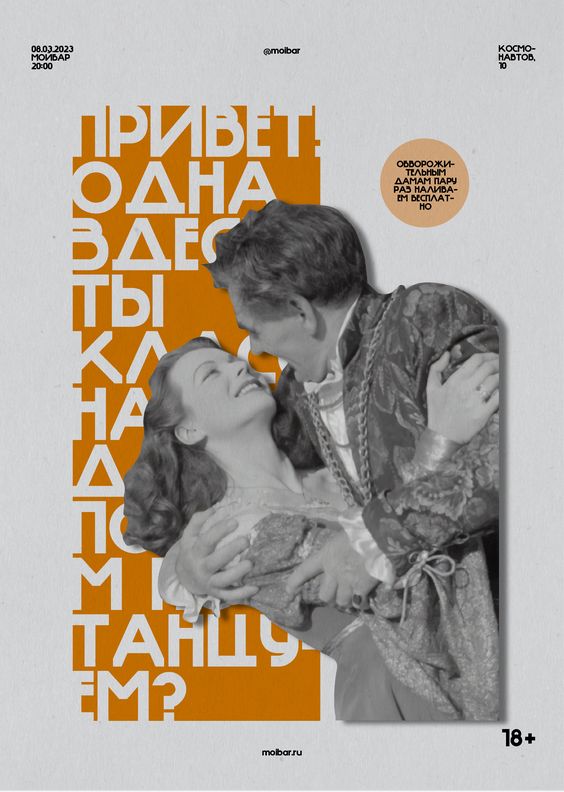 08.03.2023
МОЙБАР
20:00
@moibar
КОСМО-
НАВТОВ,
10
ПРИВЕТ!
ОДНА
ЗДЕС
ТЫ
КЛАС
НА
Д
ПО
М
ТАНЦУ-
ЕМ?
ОБВОРОЖИ-
ТЕЛЬНЫМ
ДАМАМ ПАРУ
РАЗ НАЛИВА-
ЕМ БЕСПЛАТ-
НО
18+
moibar.ru